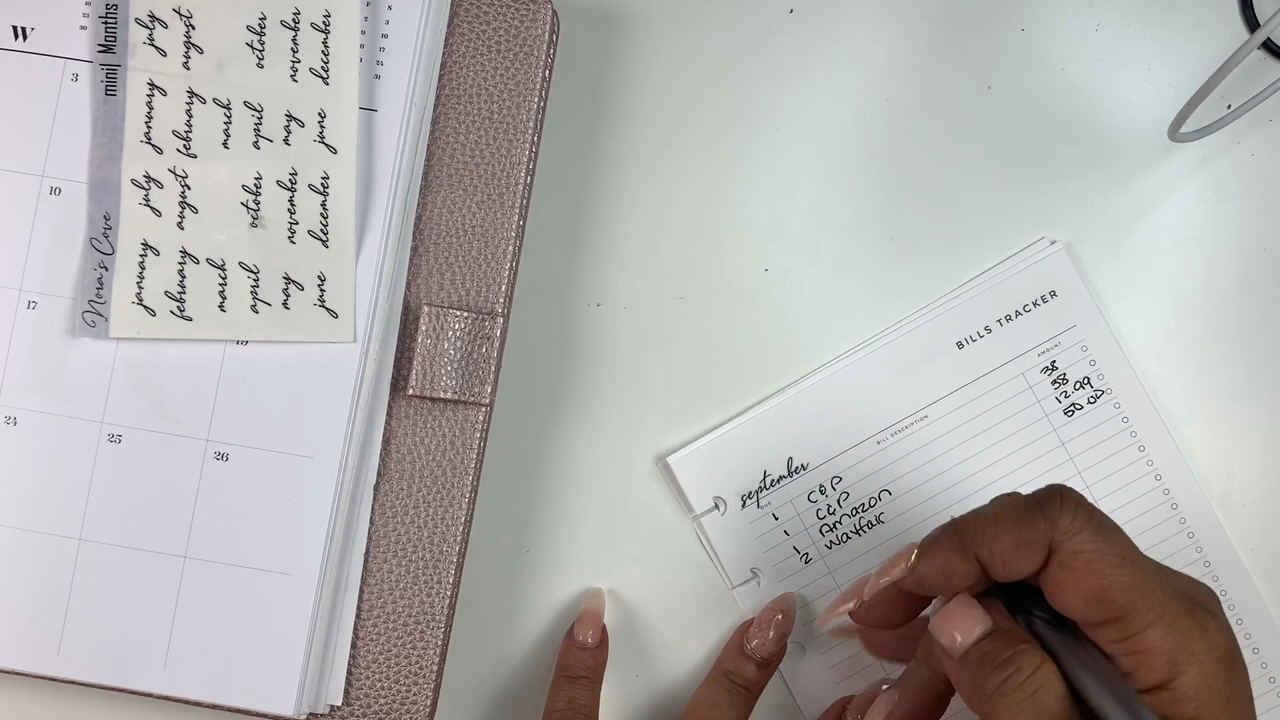 W
3
10
17
24
25
26
Nora's Cove
mini Months
january july january july
february august february august
march march
april october april october
may november may november
june december june december
BILLS TRACKER
september
DUE BILL DESCRIPTION AMOUNT
1 C&P 38
1 C&P 38
1 Amazon 12.99
2 Wayfair 50.00